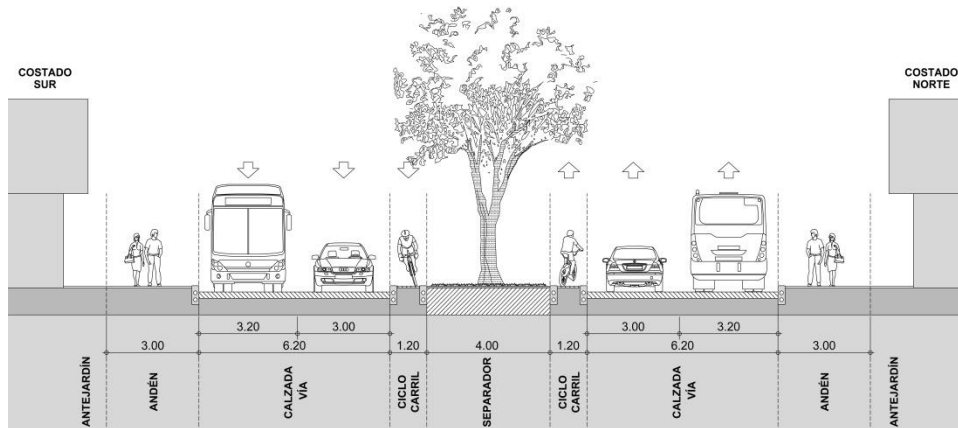 COSTADO
SUR
COSTADO
NORTE
3.20
3.00
3.00
3.20
3.00
6.20
1.20
4.00
1.20
6.20
3.00
ANTEJARDÍN
ANDÉN
CALZADA
VÍA
CICLO
CARRIL
SEPARADOR
CICLO
CARRIL
CALZADA
VÍA
ANDÉN
ANTEJARDÍN